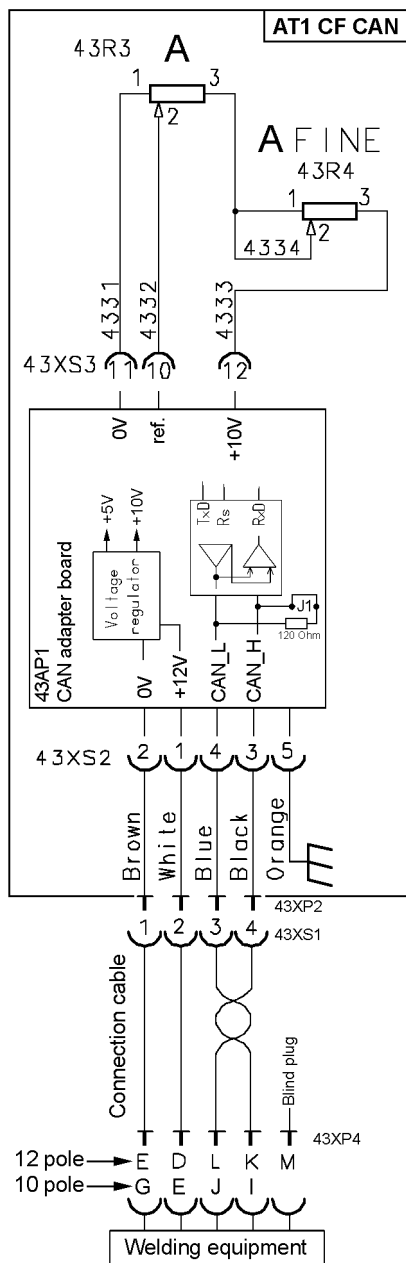 AT1 CF CAN
43R3 A
1 3
2
A FINE
43R4
1 3
2
4334
4331 4332 4333
43XS3 11 10 12
0V ref. +10V
TxD Rs RxD
+5V +10V
Voltage regulator
J1
120 Ohm
43AP1
CAN adapter board
0V +12V CAN_L CAN_H
43XS2 2 1 4 3 5
Brown White Blue Black Orange
43XP2
1 2 3 4 43XS1
Connection cable
Blind plug
43XP4
12 pole E D L K M
10 pole G E J I
Welding equipment